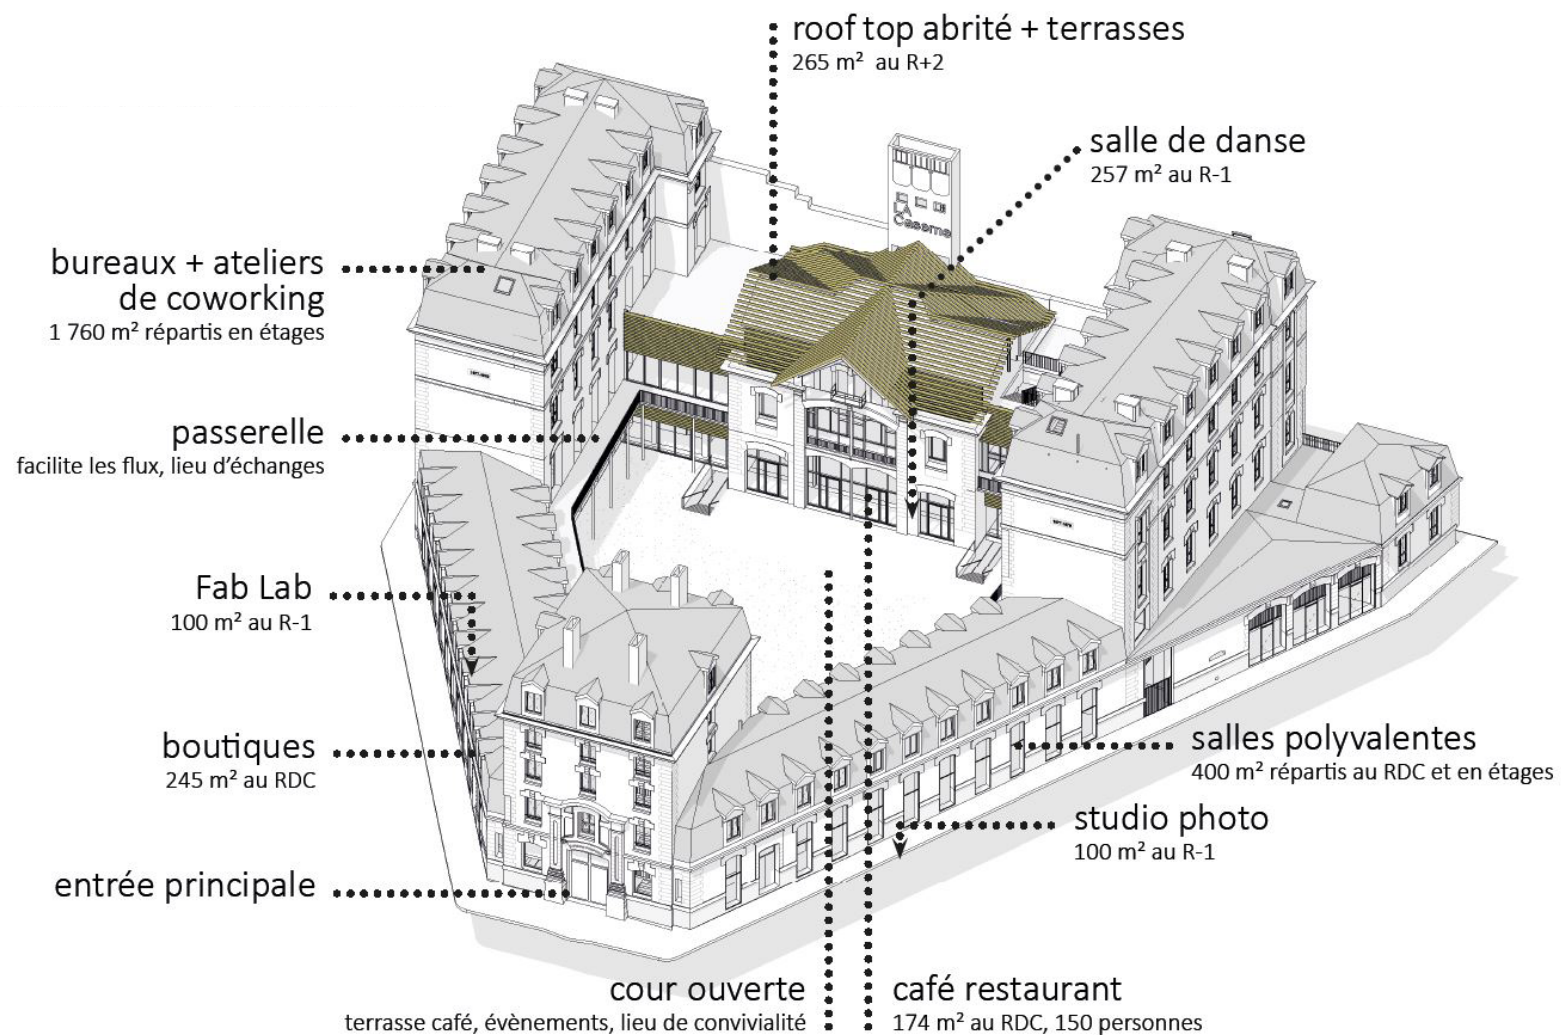 roof top abrité + terrasses
265 m² au R+2
salle de danse
257 m² au R-1
LA
Caserne
bureaux + ateliers
de coworking
1 760 m² répartis en étages
passerelle
facilite les flux, lieu d'échanges
Fab Lab
100 m² au R-1
boutiques
245 m² au RDC
salles polyvalentes
400 m² répartis au RDC et en étages
studio photo
100 m² au R-1
entrée principale
cour ouverte
terrasse café, évènements, lieu de convivialité
café restaurant
174 m² au RDC, 150 personnes